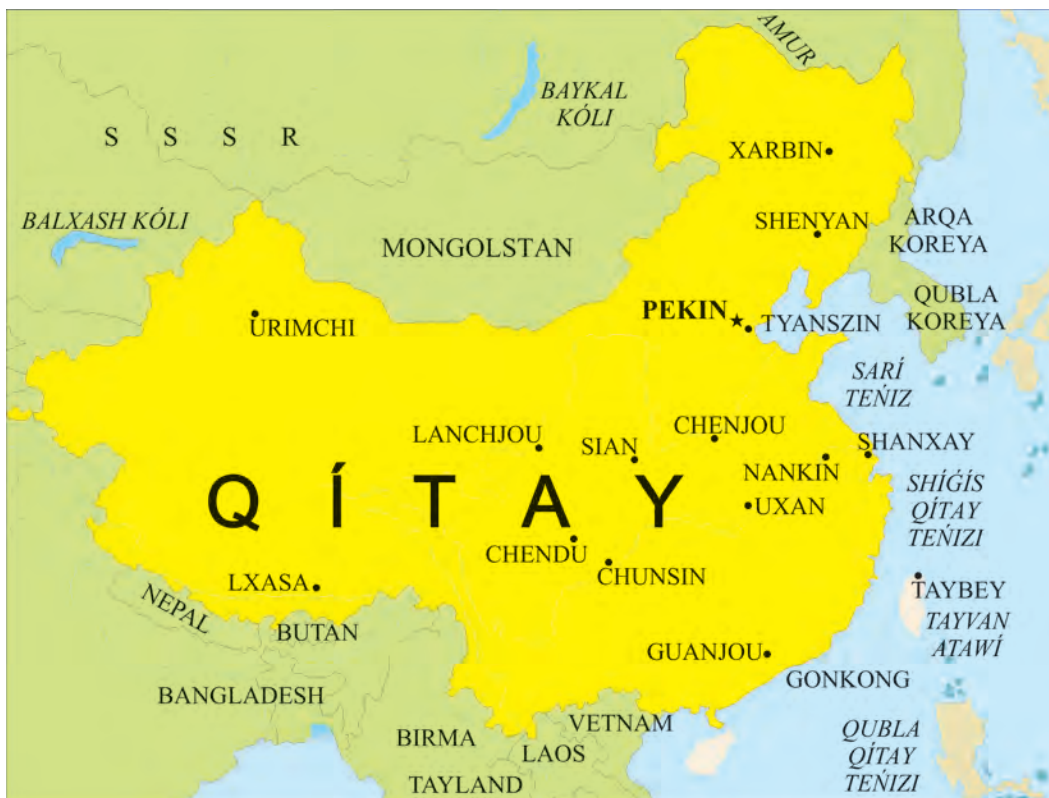 AMUR
BAYKAL
KÓLI
S S S R
XARBIN
BALXASH KÓLI
SHENYAN
ARQA
KOREYA
MONGOLSTAN
QUBLA
KOREYA
PEKIN
TYANSZIN
URIMCHI
SARÍ
TEŃIZ
LANCHJOU
SIAN
CHENJOU
SHANXAY
NANKIN
QÍTAY
UXAN
SHÍǴÍS
QÍTAY
TEŃIZI
CHENDU
CHUNSIN
LXASA
TAYBEY
TAYVAN
ATAWÍ
NEPAL
BUTAN
GUANJOU
GONKONG
BANGLADESH
VETNAM
BIRMA
LAOS
TAYLAND
QUBLA
QÍTAY
TEŃIZI